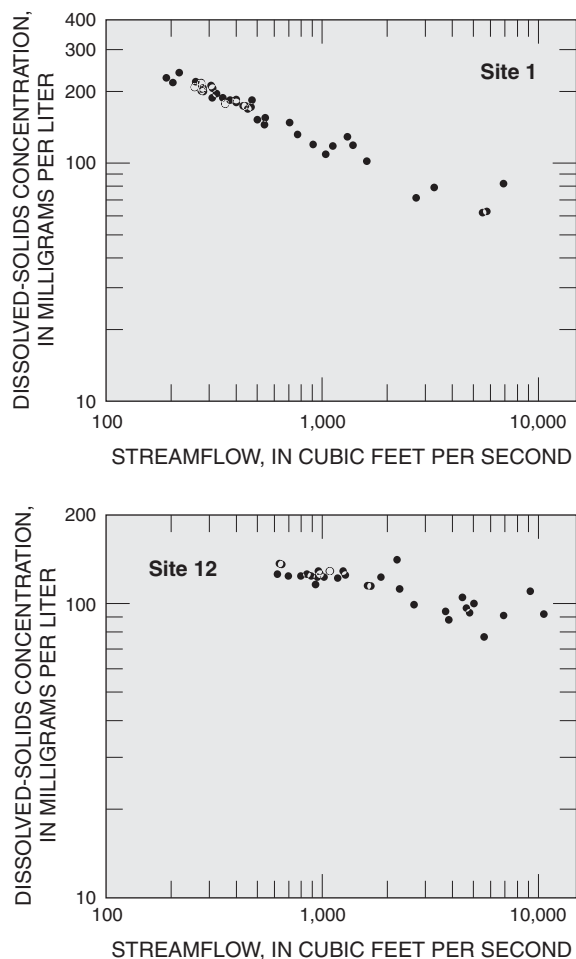 DISSOLVED-SOLIDS CONCENTRATION,
IN MILLIGRAMS PER LITER
400
300
200
100
10
Site 1
100
1,000
10,000
STREAMFLOW, IN CUBIC FEET PER SECOND
DISSOLVED-SOLIDS CONCENTRATION,
IN MILLIGRAMS PER LITER
200
100
10
Site 12
100
1,000
10,000
STREAMFLOW, IN CUBIC FEET PER SECOND